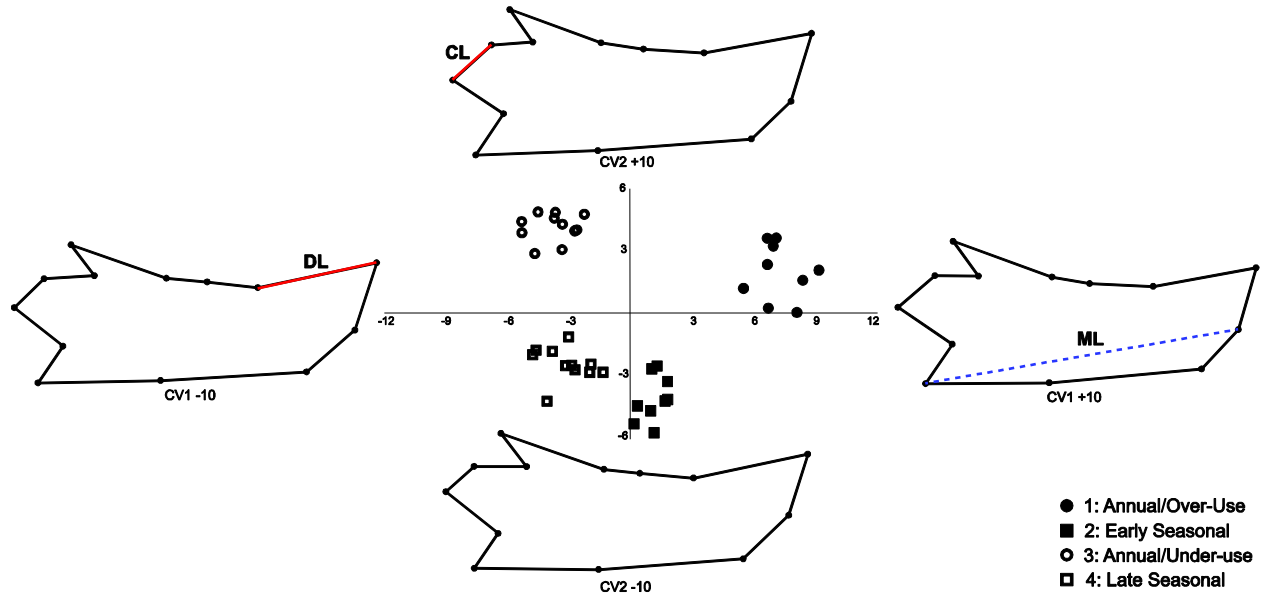 CL
CV2 +10
6
3
DL
-12
-9
-6
-3
3
6
9
12
ML
CV1 -10
CV1 +10
-3
-6
1: Annual/Over-Use
2: Early Seasonal
3: Annual/Under-use
4: Late Seasonal
CV2 -10